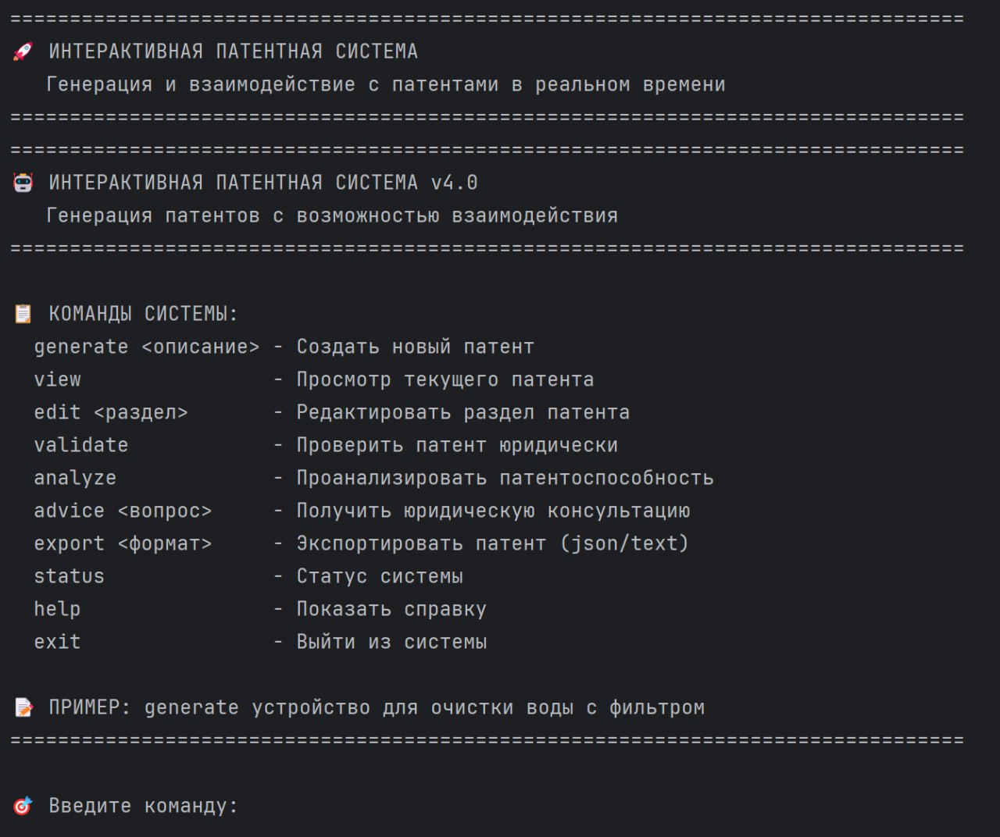 ================================================================================
🚀 ИНТЕРАКТИВНАЯ ПАТЕНТНАЯ СИСТЕМА
   Генерация и взаимодействие с патентами в реальном времени
================================================================================
================================================================================
🤖 ИНТЕРАКТИВНАЯ ПАТЕНТНАЯ СИСТЕМА v4.0
   Генерация патентов с возможностью взаимодействия
================================================================================
📋 КОМАНДЫ СИСТЕМЫ:
  generate <описание> - Создать новый патент
  view                - Просмотр текущего патента
  edit <раздел>       - Редактировать раздел патента
  validate            - Проверить патент юридически
  analyze             - Проанализировать патентоспособность
  advice <вопрос>     - Получить юридическую консультацию
  export <формат>     - Экспортировать патент (json/text)
  status              - Статус системы
  help                - Показать справку
  exit                - Выйти из системы
📝 ПРИМЕР: generate устройство для очистки воды с фильтром
================================================================================
🎯 Введите команду: